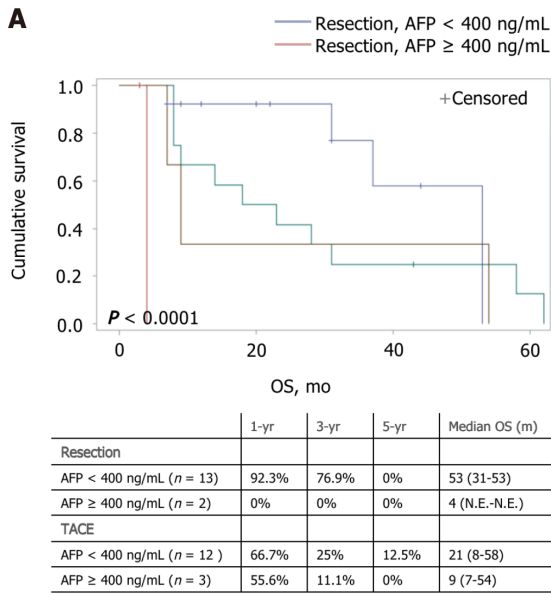 A
Resection, AFP < 400 ng/mL
Resection, AFP ≥ 400 ng/mL
+Censored
Cumulative survival
1.0
0.8
0.6
0.4
0.2
0.0
P < 0.0001
0 20 40 60
OS, mo
1-yr 3-yr 5-yr Median OS (m)
Resection
AFP < 400 ng/mL (n = 13) 92.3% 76.9% 0% 53 (31-53)
AFP ≥ 400 ng/mL (n = 2) 0% 0% 0% 4 (N.E.-N.E.)
TACE
AFP < 400 ng/mL (n = 12 ) 66.7% 25% 12.5% 21 (8-58)
AFP ≥ 400 ng/mL (n = 3) 55.6% 11.1% 0% 9 (7-54)